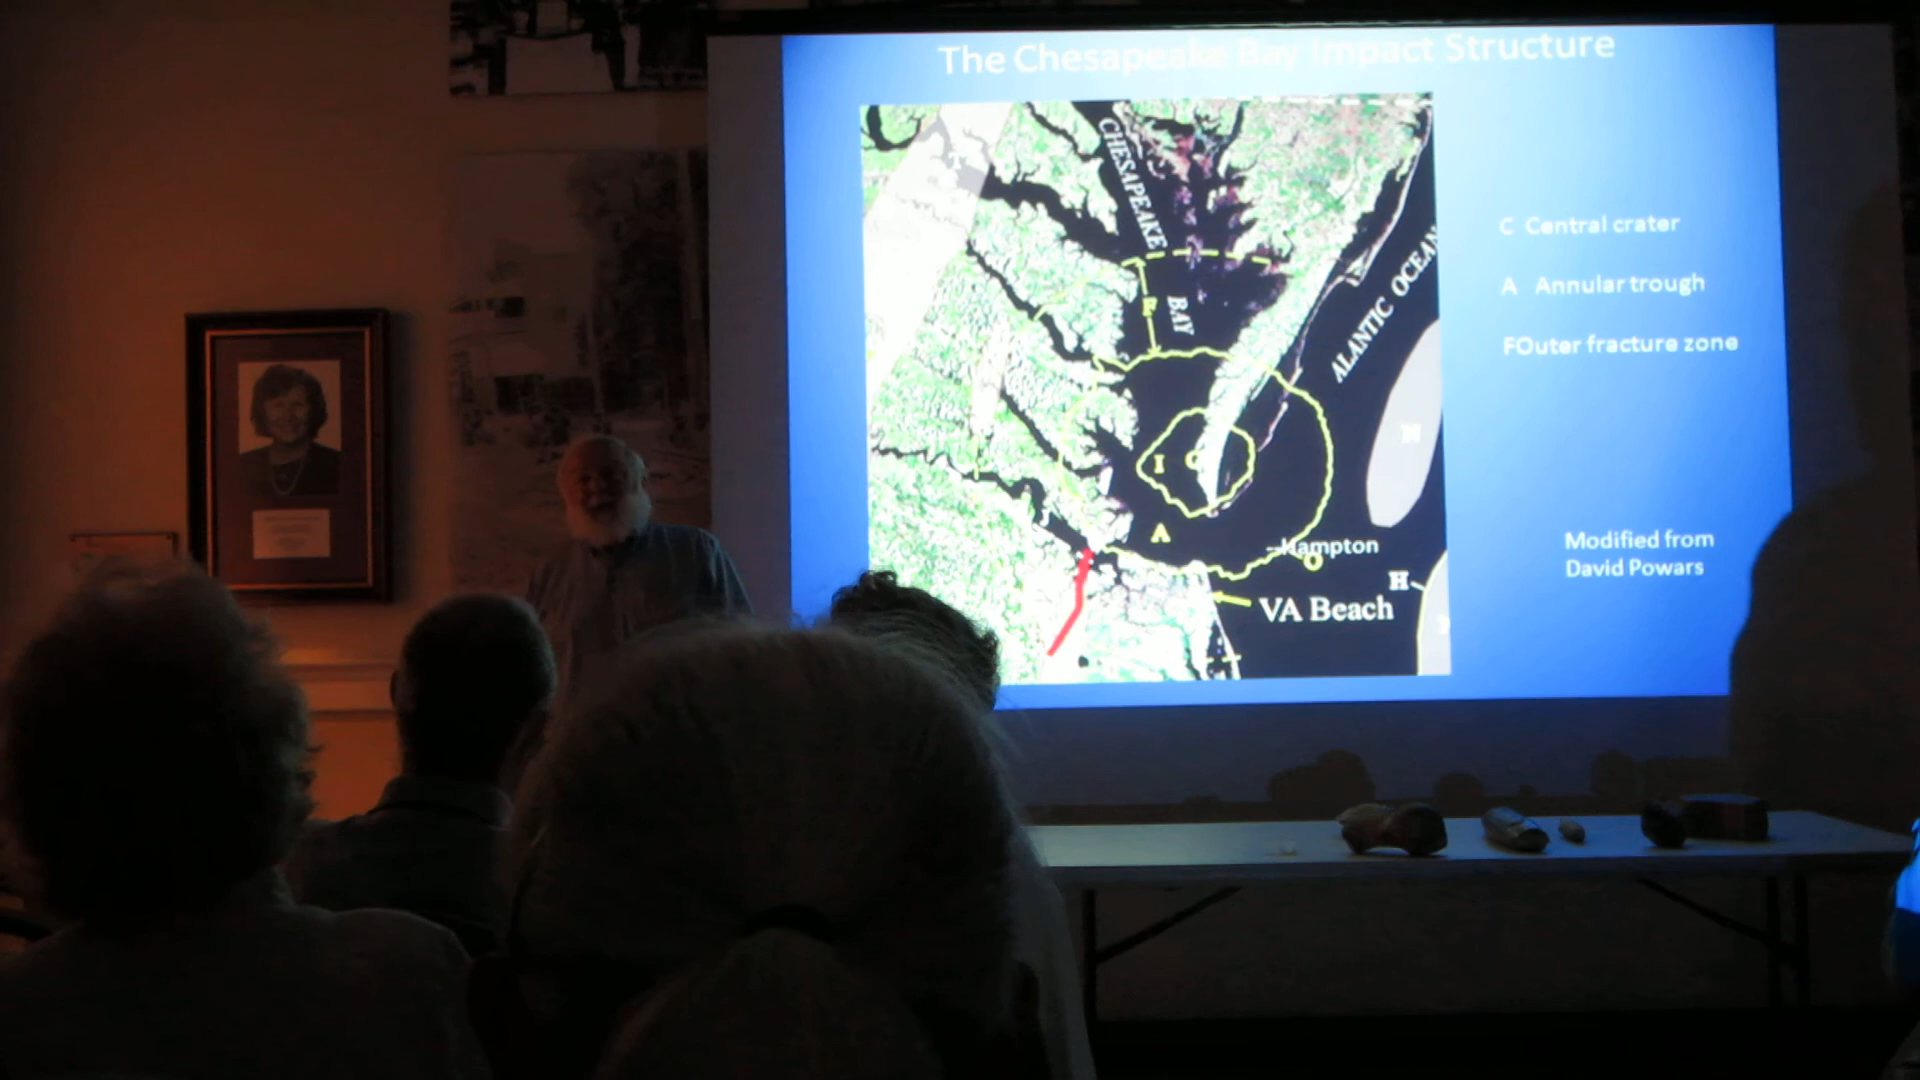 The Chesapeake Bay Impact Structure
CHESAPEAKE
BAY
ALANTIC OCEAN
F
I
C
A
O
--Hampton
H
VA Beach
C Central crater
A Annular trough
FOuter fracture zone
Modified from
David Powars